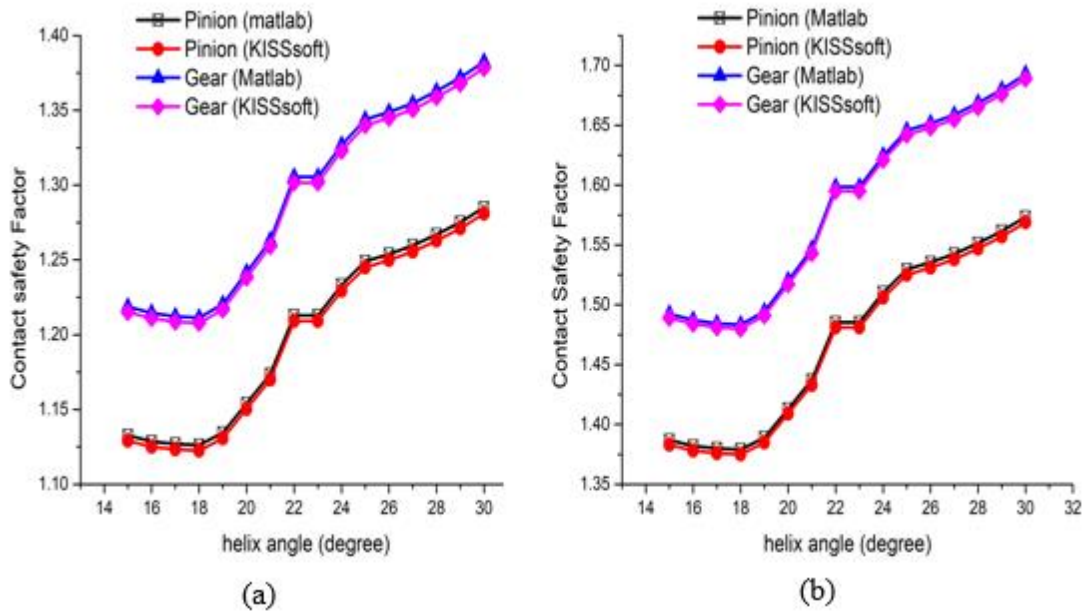 Pinion (matlab)
Pinion (KISSsoft)
Gear (Matlab)
Gear (KISSsoft)
Contact safety Factor
1.40
1.35
1.30
1.25
1.20
1.15
1.10
14 16 18 20 22 24 26 28 30
helix angle (degree)
(a)
Pinion (Matlab
Pinion (KISSsoft)
Gear (Matlab)
Gear (KISSsoft)
Contact Safety Factor
1.70
1.65
1.60
1.55
1.50
1.45
1.40
1.35
14 16 18 20 22 24 26 28 30 32
helix angle (degree)
(b)